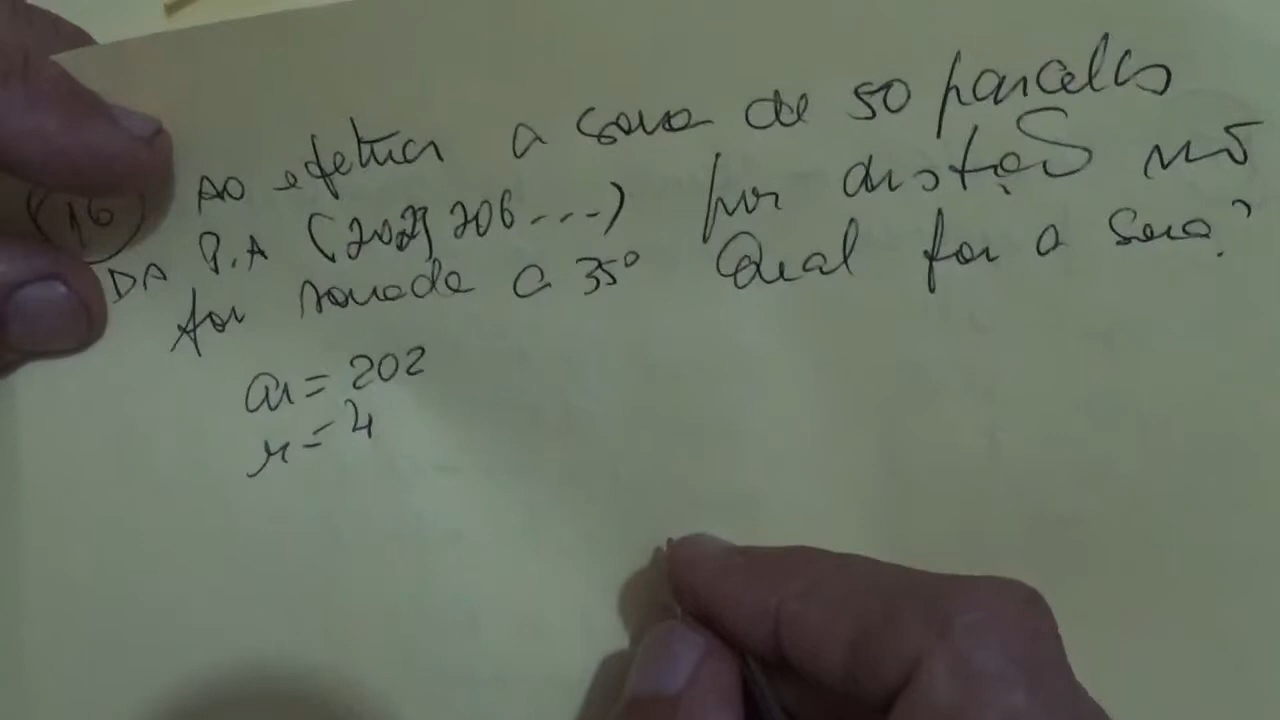 16 Ao efetuar a soma de 50 parcelas
DA P.A (202, 206 ---) por distração não
foi somada a 35º Qual foi a soma?
a1 = 202
r = 4